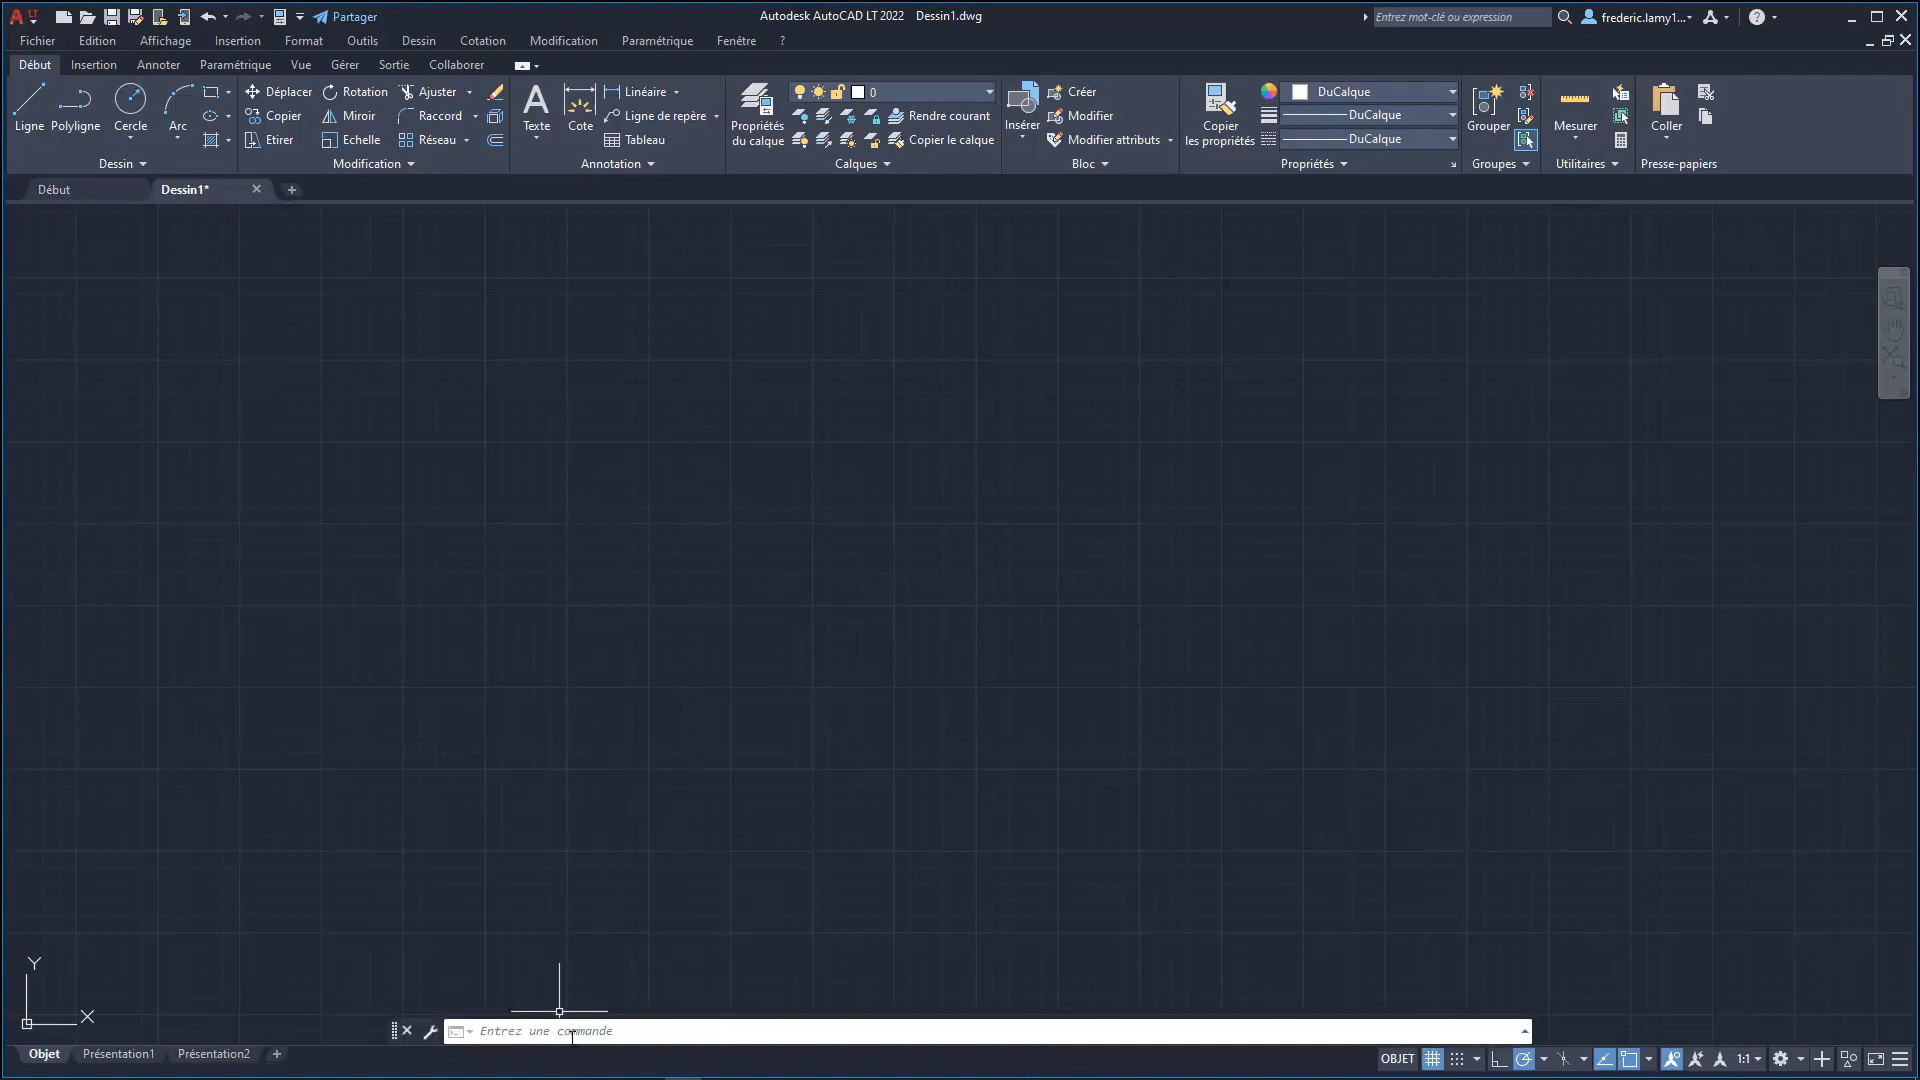 LT
Partager
Autodesk AutoCAD LT 2022 Dessin1.dwg
Entrez mot-clé ou expression
frederic.lamy1...
Fichier Edition Affichage Insertion Format Outils Dessin Cotation Modification Paramétrique Fenêtre ?
Début Insertion Annoter Paramétrique Vue Gérer Sortie Collaborer
Ligne Polyligne Cercle Arc
Dessin
Déplacer Rotation Ajuster
Copier Miroir Raccord
Etirer Echelle Réseau
Modification
Texte Cote
Linéaire
Ligne de repère
Tableau
Annotation
Propriétés
du calque
0
Rendre courant
Copier le calque
Calques
Insérer
Créer
Modifier
Modifier attributs
Bloc
Copier
les propriétés
DuCalque
DuCalque
DuCalque
Propriétés
Grouper
Groupes
Mesurer
Utilitaires
Coller
Presse-papiers
Début Dessin1*
Y
X
Entrez une commande
Objet Présentation1 Présentation2
OBJET
1:1